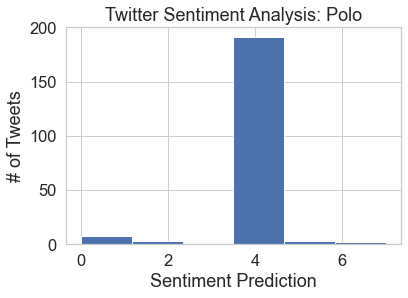 Twitter Sentiment Analysis: Polo
200
150
100
50
0
# of Tweets
0 2 4 6
Sentiment Prediction